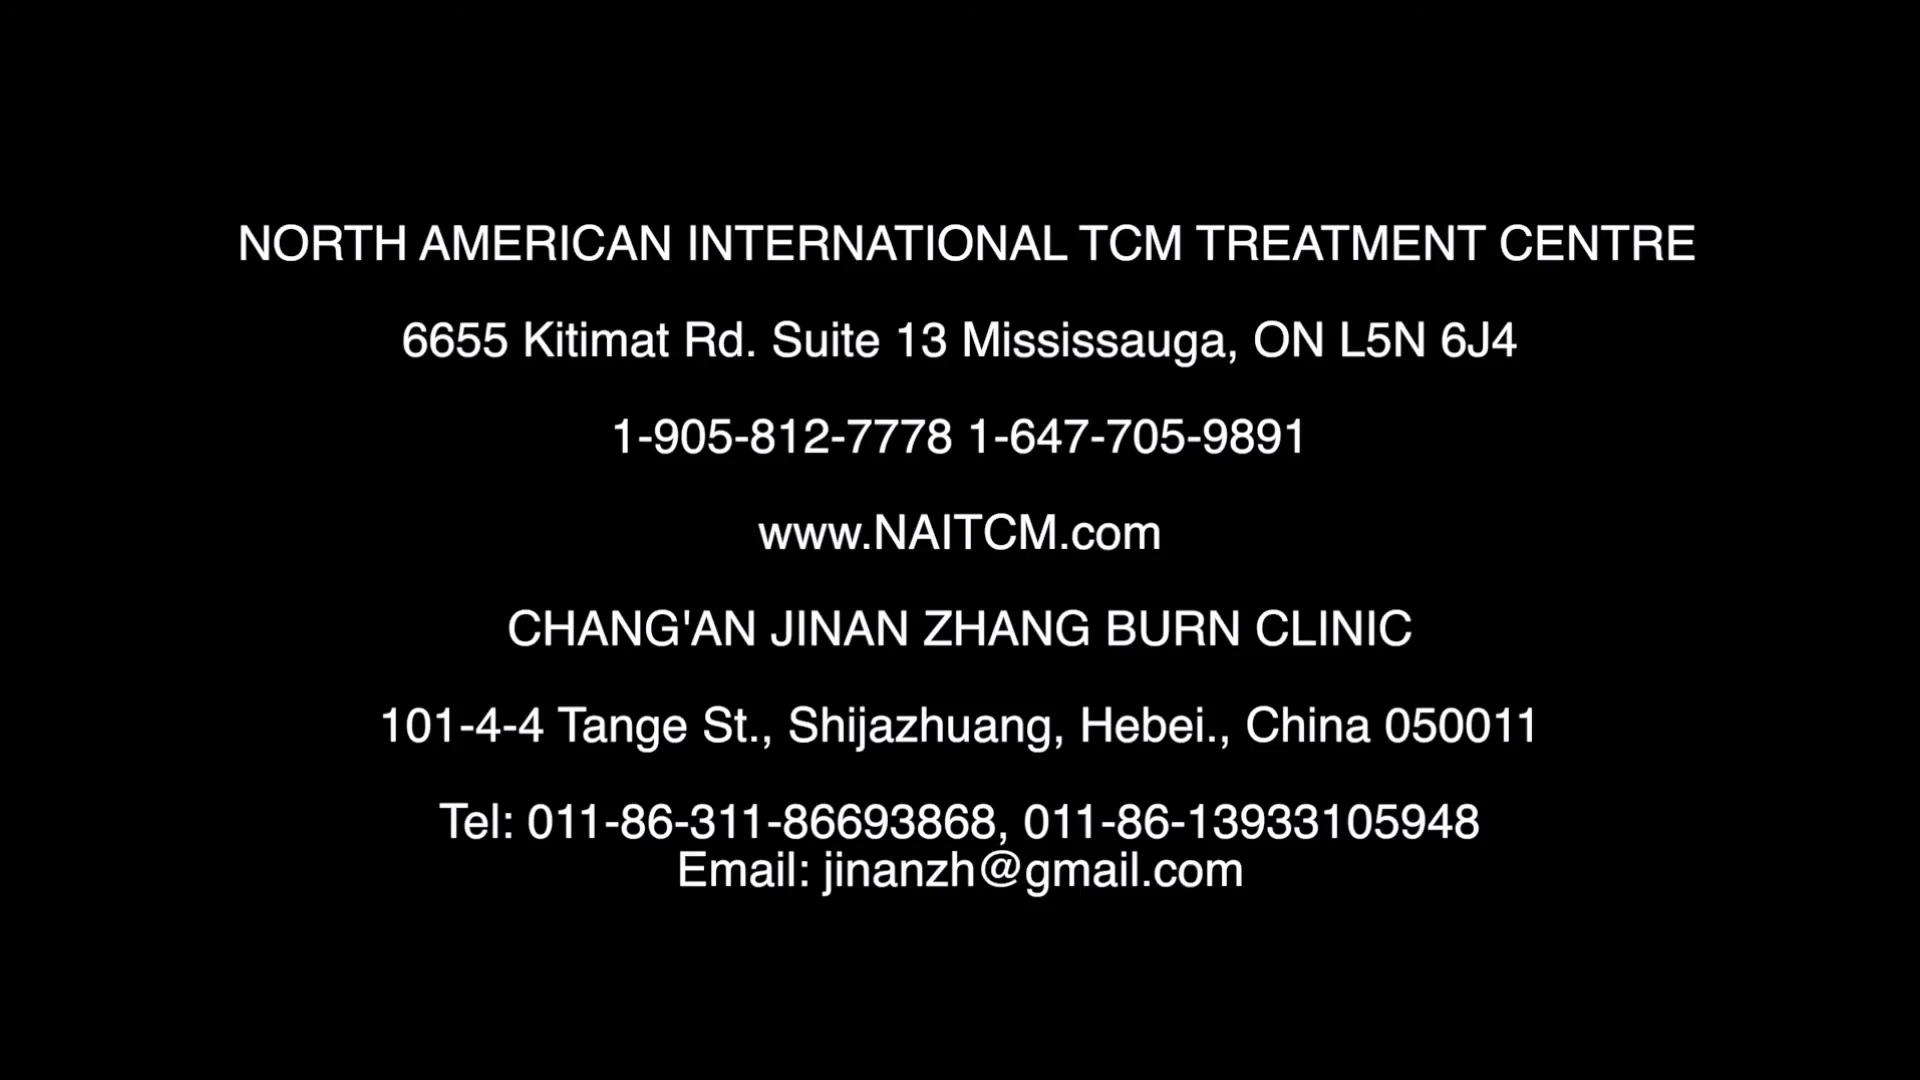 NORTH AMERICAN INTERNATIONAL TCM TREATMENT CENTRE
6655 Kitimat Rd. Suite 13 Mississauga, ON L5N 6J4
1-905-812-7778 1-647-705-9891
www.NAITCM.com
CHANG'AN JINAN ZHANG BURN CLINIC
101-4-4 Tange St., Shijazhuang, Hebei., China 050011
Tel: 011-86-311-86693868, 011-86-13933105948
Email: jinanzh@gmail.com